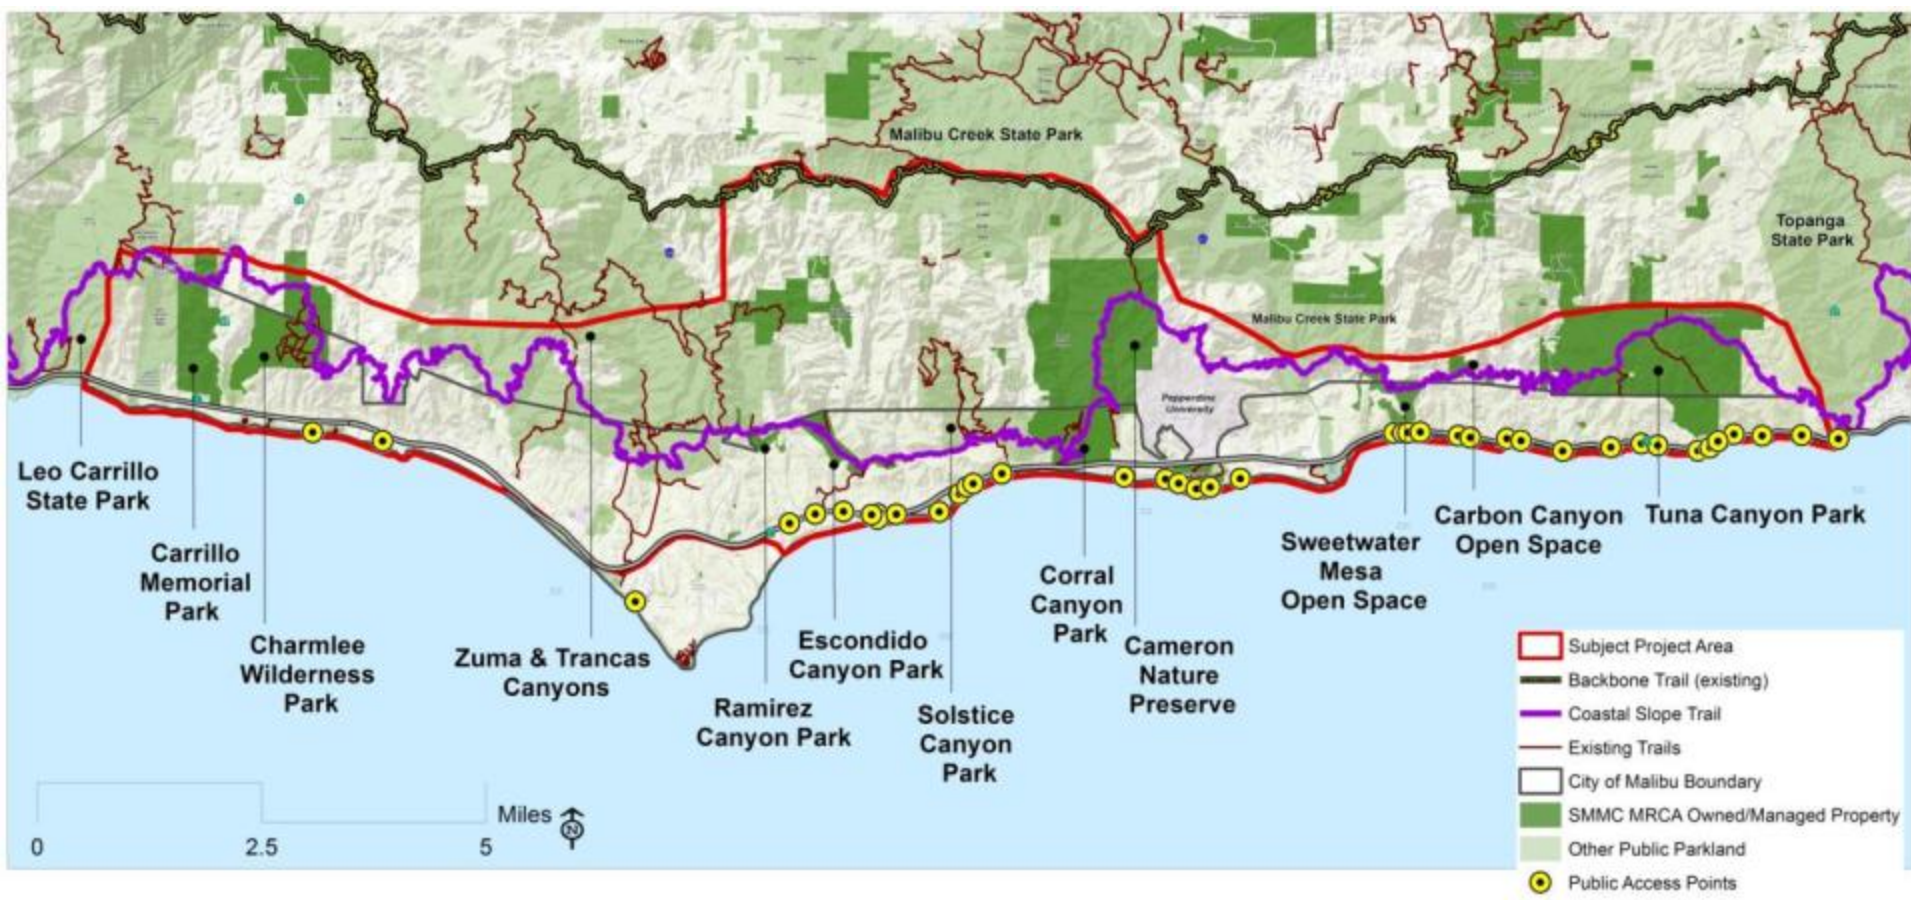 Malibu Creek State Park
Topanga
State Park
Malibu Creek State Park
Pepperdine
University
Leo Carrillo
State Park
Carrillo
Memorial
Park
Charmlee
Wilderness
Park
Zuma & Trancas
Canyons
Ramirez
Canyon Park
Escondido
Canyon Park
Solstice
Canyon
Park
Corral
Canyon
Park
Cameron
Nature
Preserve
Sweetwater
Mesa
Open Space
Carbon Canyon
Open Space
Tuna Canyon Park
Subject Project Area
Backbone Trail (existing)
Coastal Slope Trail
Existing Trails
City of Malibu Boundary
SMMC MRCA Owned/Managed Property
Other Public Parkland
Public Access Points
Miles
N
0
2.5
5